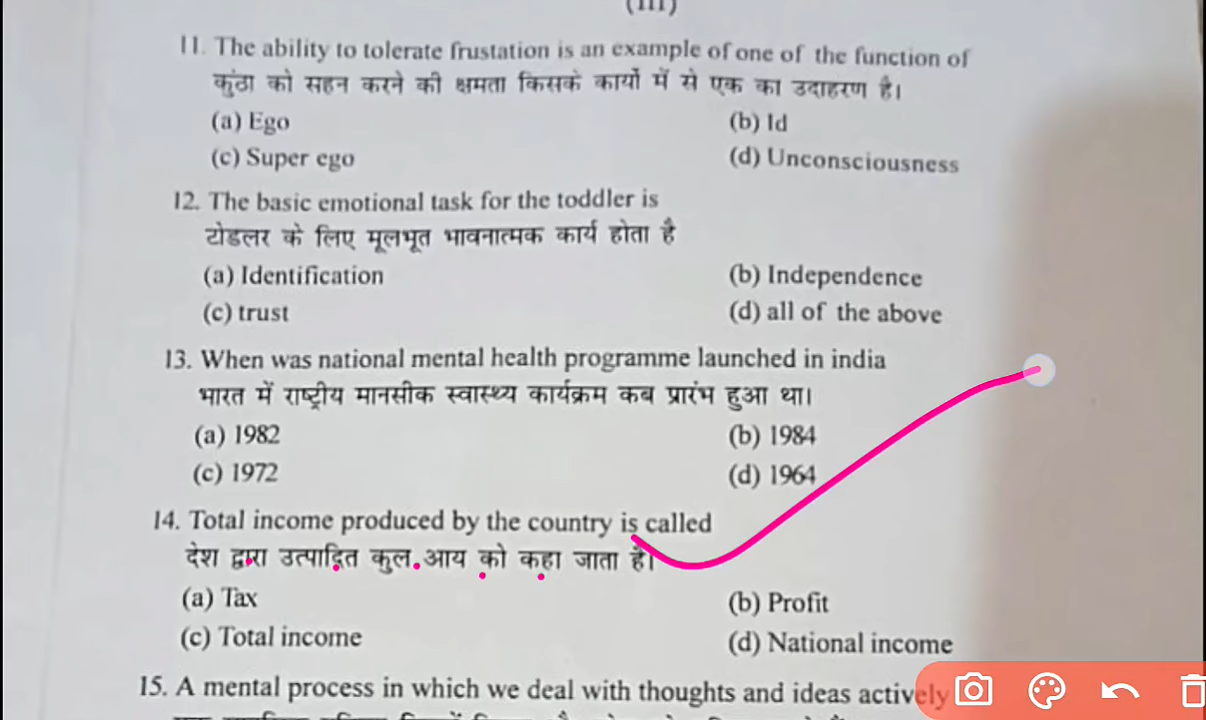 (III)
11. The ability to tolerate frustation is an example of one of the function of
कुंठा को सहन करने की क्षमता किसके कार्यों में से एक का उदाहरण है।
(a) Ego (b) Id
(c) Super ego (d) Unconsciousness
12. The basic emotional task for the toddler is
टोडलर के लिए मूलभूत भावनात्मक कार्य होता है
(a) Identification (b) Independence
(c) trust (d) all of the above
13. When was national mental health programme launched in india
भारत में राष्ट्रीय मानसीक स्वास्थ्य कार्यक्रम कब प्रारंभ हुआ था।
(a) 1982 (b) 1984
(c) 1972 (d) 1964
14. Total income produced by the country is called
देश द्वारा उत्पादित कुल आय को कहा जाता है।
(a) Tax (b) Profit
(c) Total income (d) National income
15. A mental process in which we deal with thoughts and ideas actively